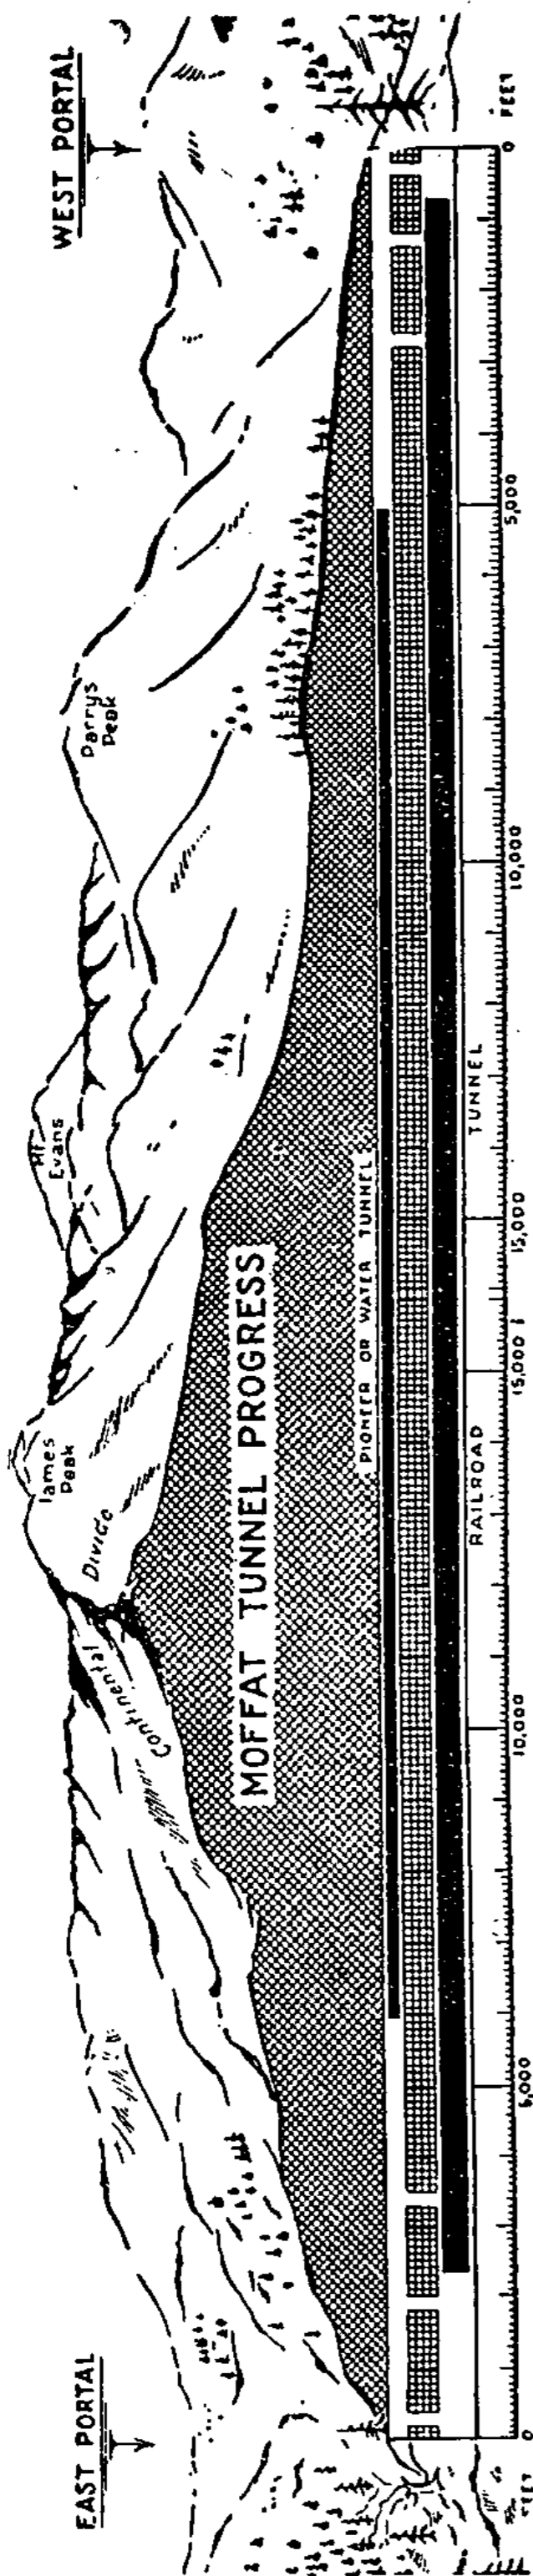 WEST PORTAL
EAST PORTAL
James
Peak
Mt
Evans
Parrys
Peak
Continental
Divide
MOFFAT TUNNEL PROGRESS
PIONEER OR WATER TUNNEL
RAILROAD TUNNEL
0
5,000
10,000
15,000
15,000
10,000
5,000
0
FEET
FEET